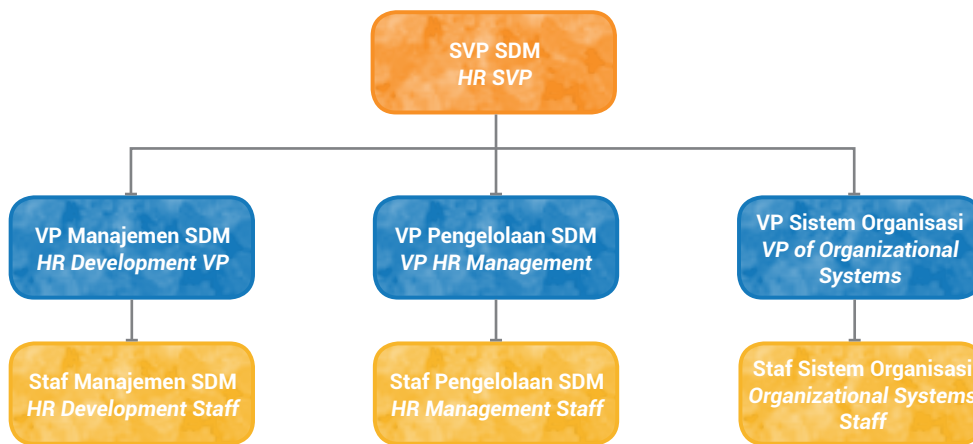 SVP SDM
HR SVP
VP Manajemen SDM
HR Development VP
VP Pengelolaan SDM
VP HR Management
VP Sistem Organisasi
VP of Organizational
Systems
Staf Manajemen SDM
HR Development Staff
Staf Pengelolaan SDM
HR Management Staff
Staf Sistem Organisasi
Organizational Systems
Staff